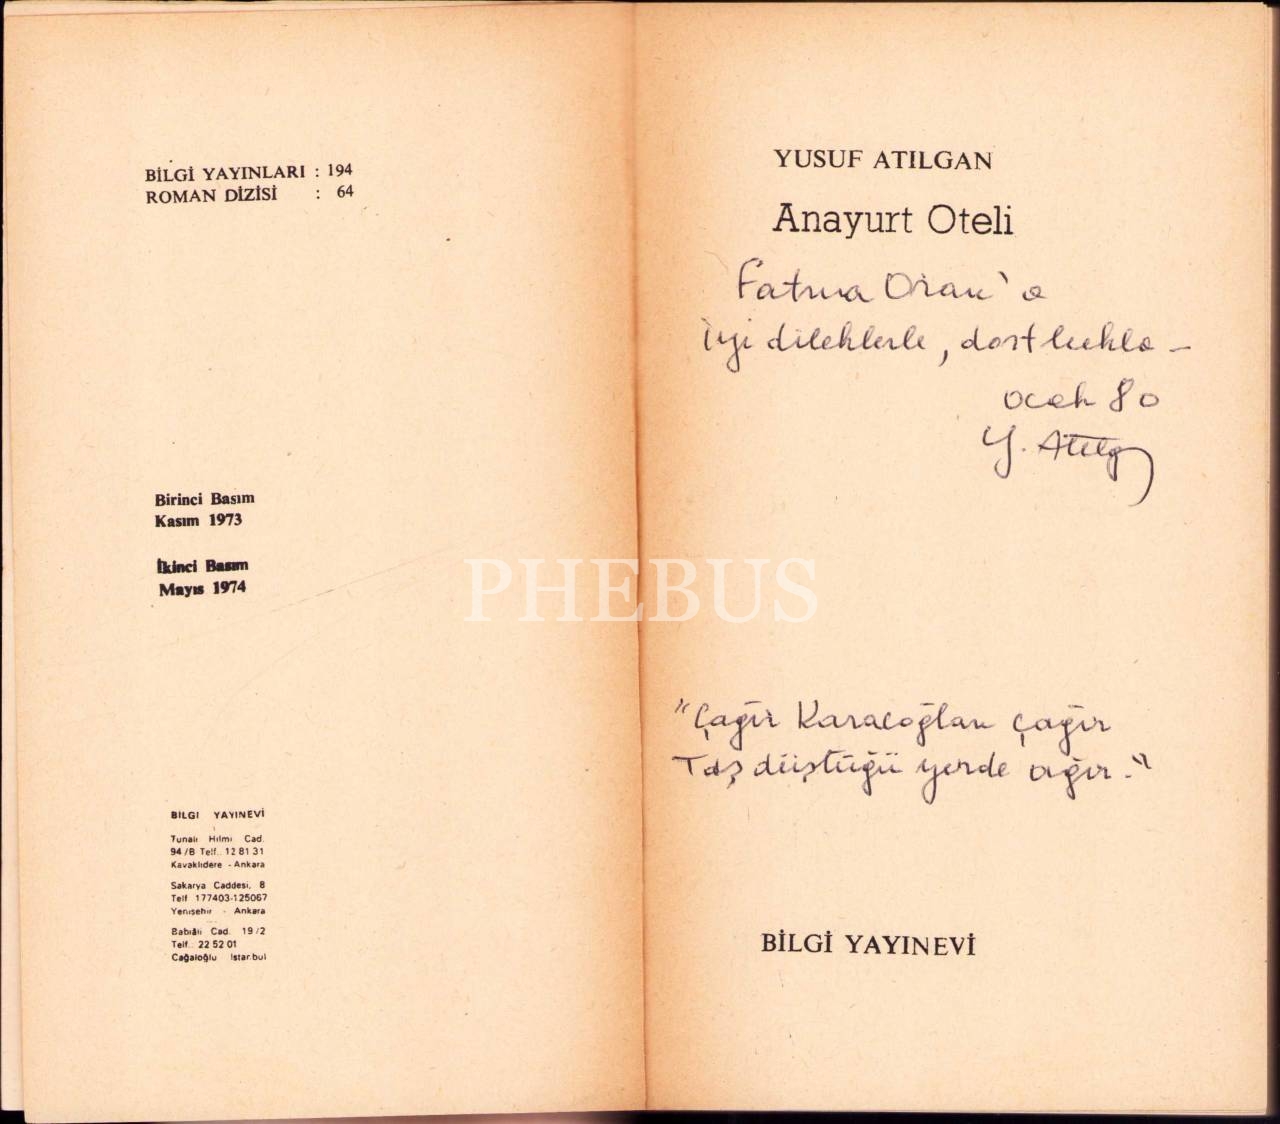 BİLGİ YAYINLARI : 194
ROMAN DİZİSİ : 64
Birinci Basım
Kasım 1973
İkinci Basım
Mayıs 1974
BİLGİ YAYINEVİ
Tunalı Hilmi Cad.
94/B Telf.. 12 81 31
Kavaklıdere - Ankara
Sakarya Caddesi, 8
Telf 177403-125067
Yenişehir - Ankara
Babıâli Cad. 19/2
Telf.. 22 52 01
Cağaloğlu İstanbul
YUSUF ATILGAN
Anayurt Oteli
Fatma Oran'a
iyi dileklerle, dostlukla -
ocak 80
Y. Atılgan
"Çağır Karacoğlan çağır
Taş düştüğü yerde ağır."
BİLGİ YAYINEVİ
PHEBUS